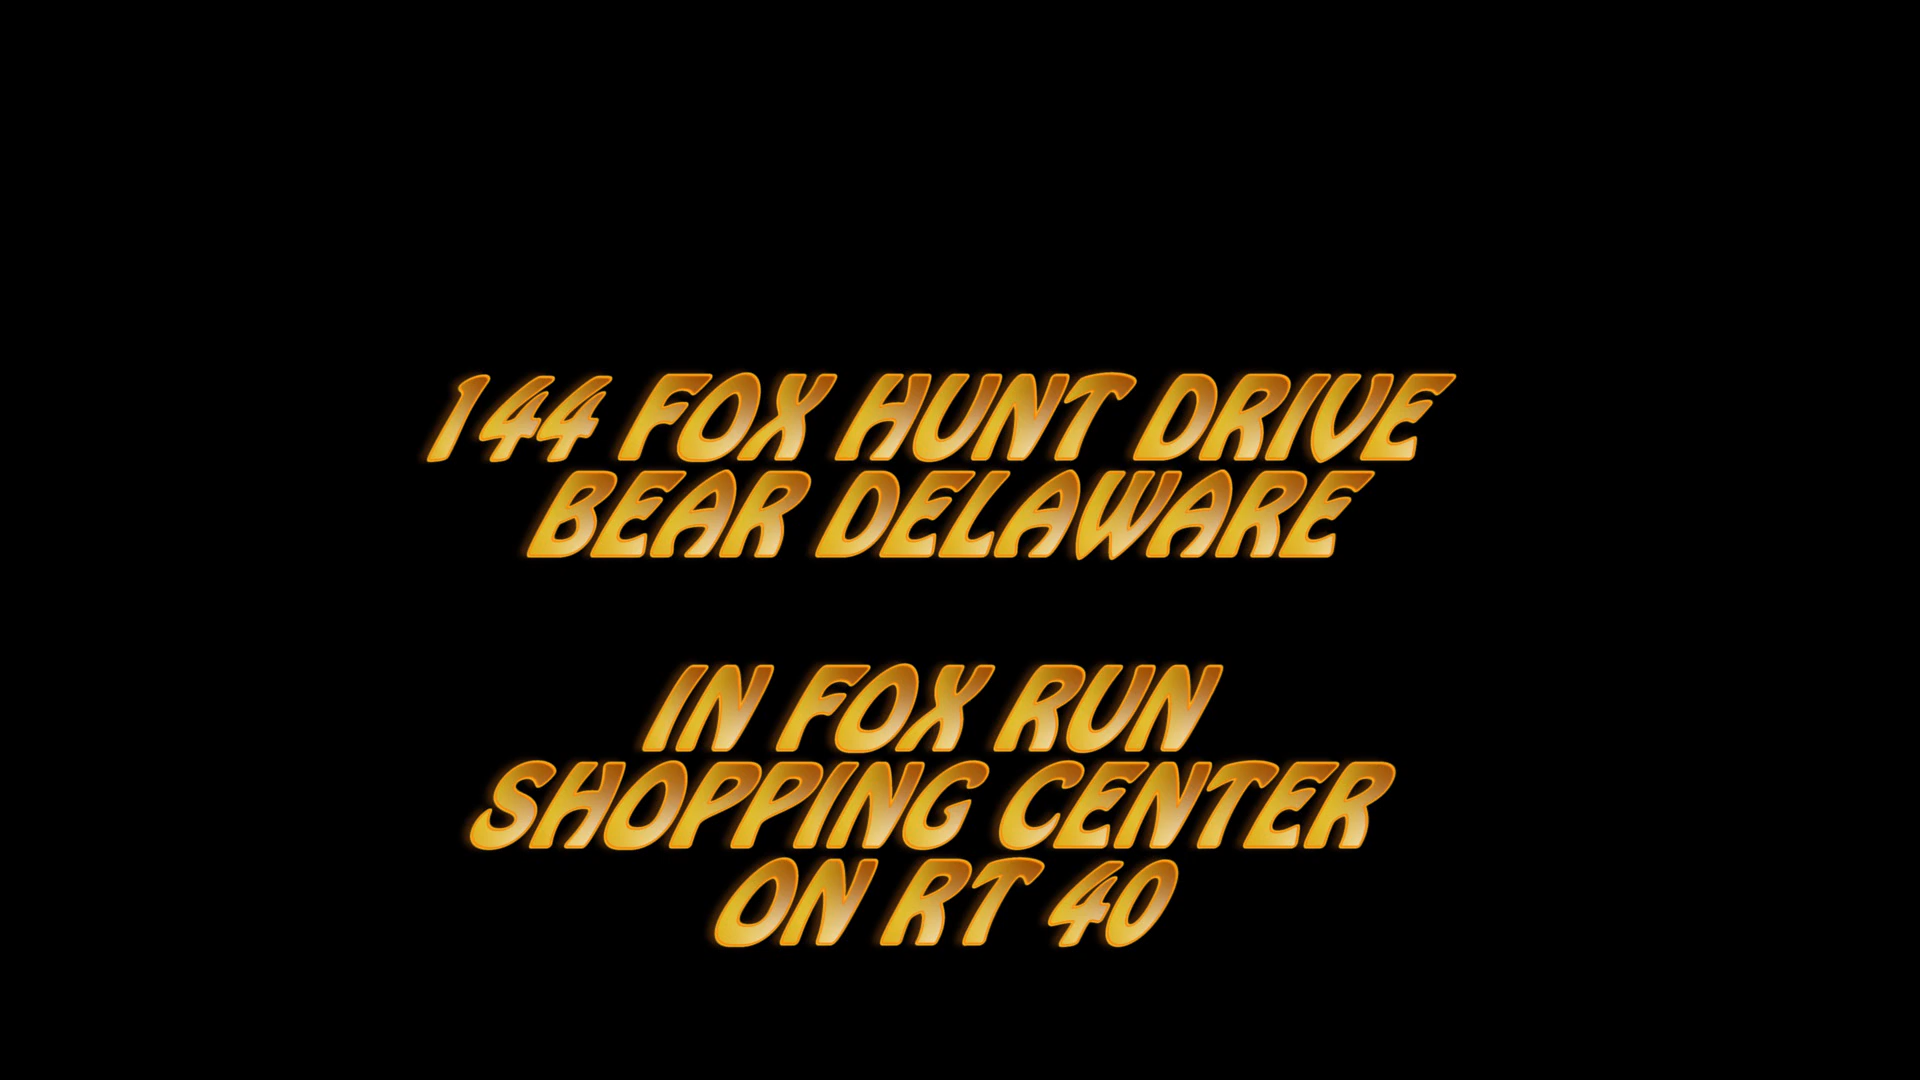 144 FOX HUNT DRIVE
BEAR DELAWARE
IN FOX RUN
SHOPPING CENTER
ON RT 40